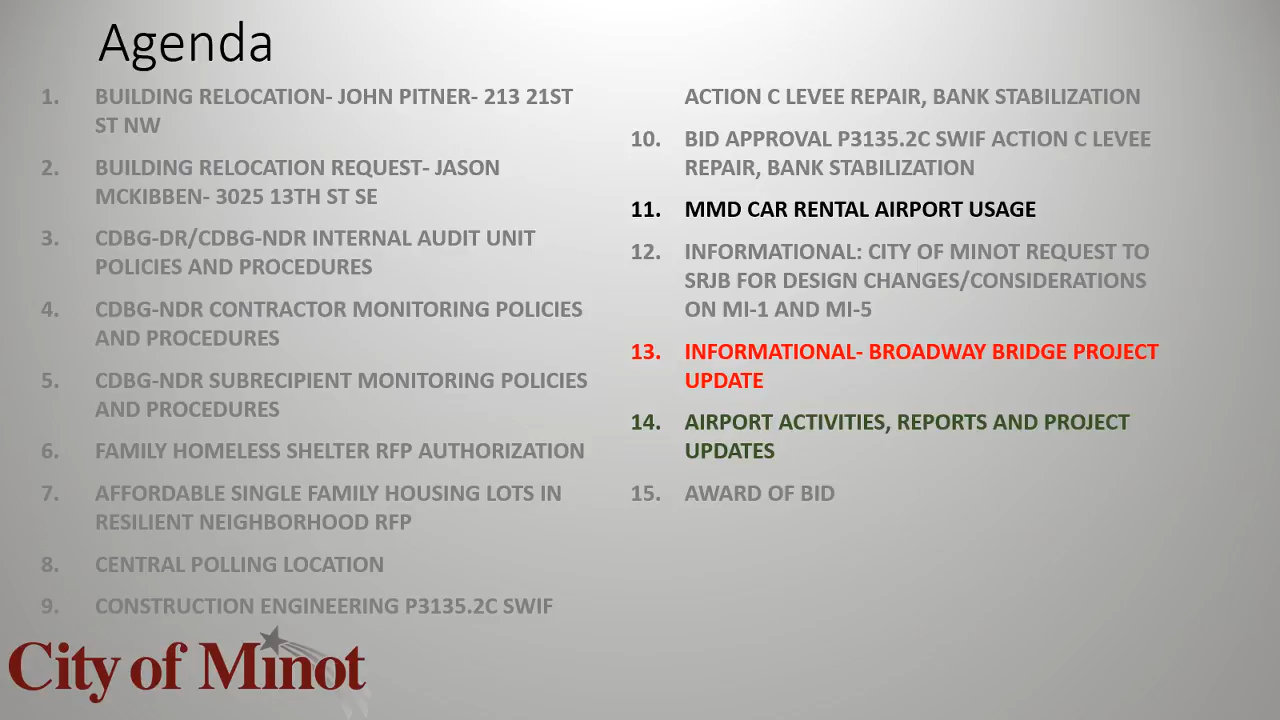 Agenda
1. BUILDING RELOCATION- JOHN PITNER- 213 21ST
ST NW
2. BUILDING RELOCATION REQUEST- JASON
MCKIBBEN- 3025 13TH ST SE
3. CDBG-DR/CDBG-NDR INTERNAL AUDIT UNIT
POLICIES AND PROCEDURES
4. CDBG-NDR CONTRACTOR MONITORING POLICIES
AND PROCEDURES
5. CDBG-NDR SUBRECIPIENT MONITORING POLICIES
AND PROCEDURES
6. FAMILY HOMELESS SHELTER RFP AUTHORIZATION
7. AFFORDABLE SINGLE FAMILY HOUSING LOTS IN
RESILIENT NEIGHBORHOOD RFP
8. CENTRAL POLLING LOCATION
9. CONSTRUCTION ENGINEERING P3135.2C SWIF
ACTION C LEVEE REPAIR, BANK STABILIZATION
10. BID APPROVAL P3135.2C SWIF ACTION C LEVEE
REPAIR, BANK STABILIZATION
11. MMD CAR RENTAL AIRPORT USAGE
12. INFORMATIONAL: CITY OF MINOT REQUEST TO
SRJB FOR DESIGN CHANGES/CONSIDERATIONS
ON MI-1 AND MI-5
13. INFORMATIONAL- BROADWAY BRIDGE PROJECT
UPDATE
14. AIRPORT ACTIVITIES, REPORTS AND PROJECT
UPDATES
15. AWARD OF BID
City of Minot